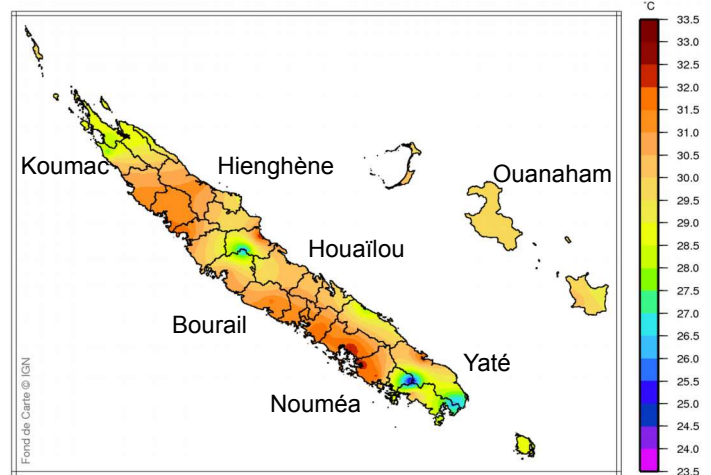 °C
33.5
33.5
33.0
32.5
32.0
31.5
31.0
30.5
30.0
29.5
29.0
28.5
28.0
27.5
27.0
26.5
26.0
25.5
25.0
24.5
24.0
23.5
Koumac
Hienghène
Ouanaham
Houaïlou
Bourail
Yaté
Nouméa
Fond de Carte © IGN